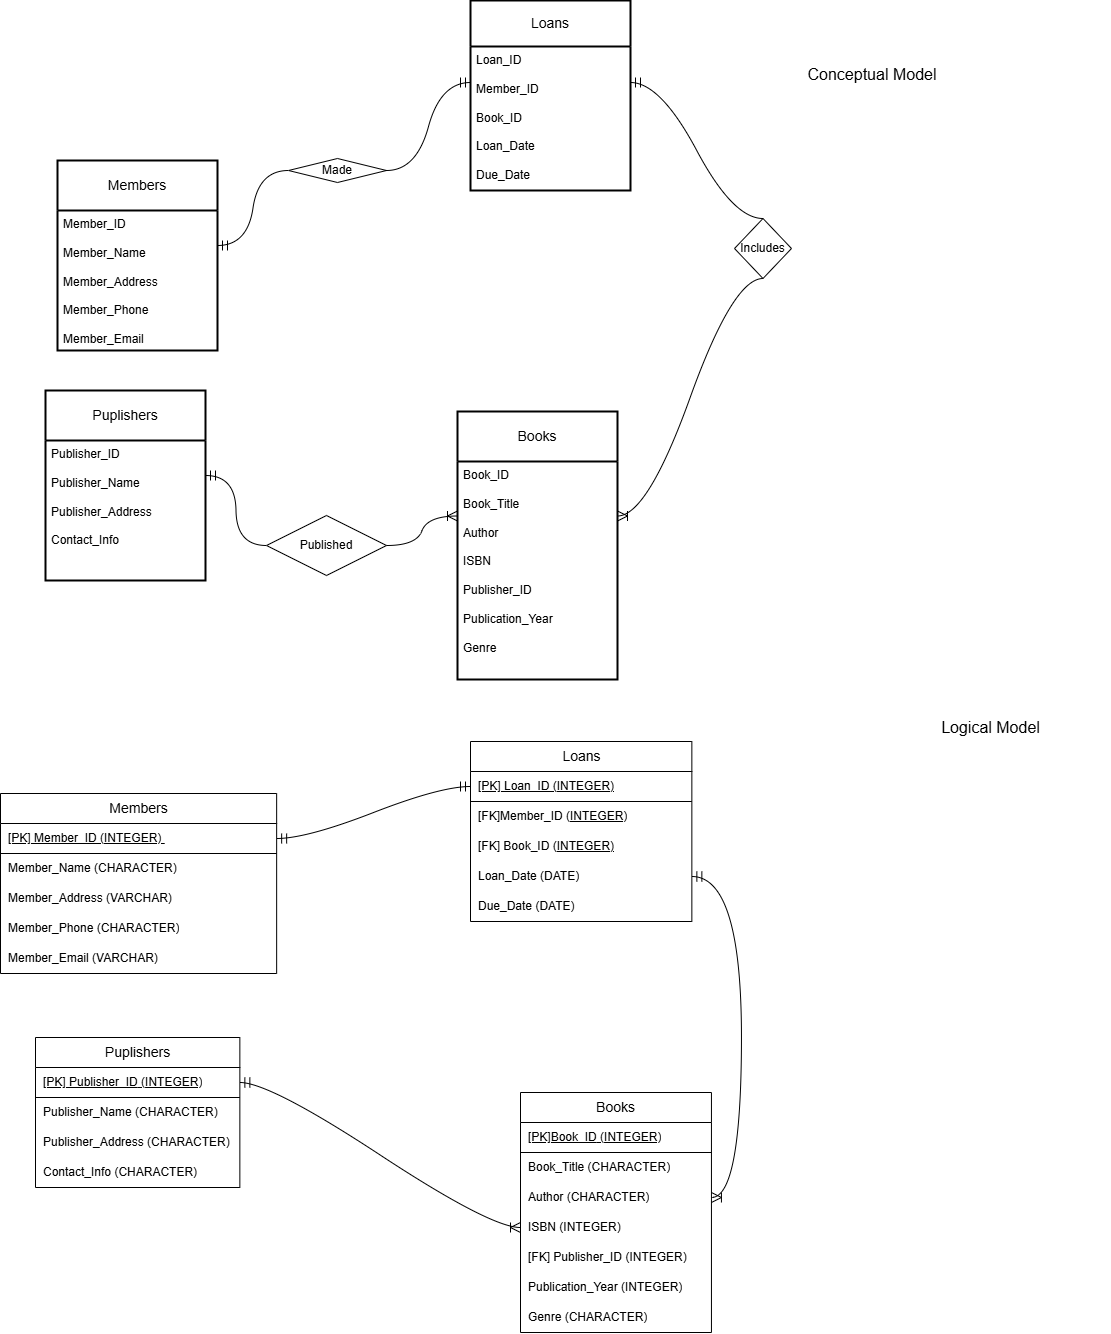 Loans
Loan_ID
Member_ID
Book_ID
Loan_Date
Due_Date
Conceptual Model
Made
Members
Member_ID
Member_Name
Member_Address
Member_Phone
Member_Email
Includes
Puplishers
Publisher_ID
Publisher_Name
Publisher_Address
Contact_Info
Published
Books
Book_ID
Book_Title
Author
ISBN
Publisher_ID
Publication_Year
Genre
Logical Model
Loans
[PK] Loan_ID (INTEGER)
[FK]Member_ID (INTEGER)
[FK] Book_ID (INTEGER)
Loan_Date (DATE)
Due_Date (DATE)
Members
[PK] Member_ID (INTEGER)
Member_Name (CHARACTER)
Member_Address (VARCHAR)
Member_Phone (CHARACTER)
Member_Email (VARCHAR)
Puplishers
[PK] Publisher_ID (INTEGER)
Publisher_Name (CHARACTER)
Publisher_Address (CHARACTER)
Contact_Info (CHARACTER)
Books
[PK]Book_ID (INTEGER)
Book_Title (CHARACTER)
Author (CHARACTER)
ISBN (INTEGER)
[FK] Publisher_ID (INTEGER)
Publication_Year (INTEGER)
Genre (CHARACTER)